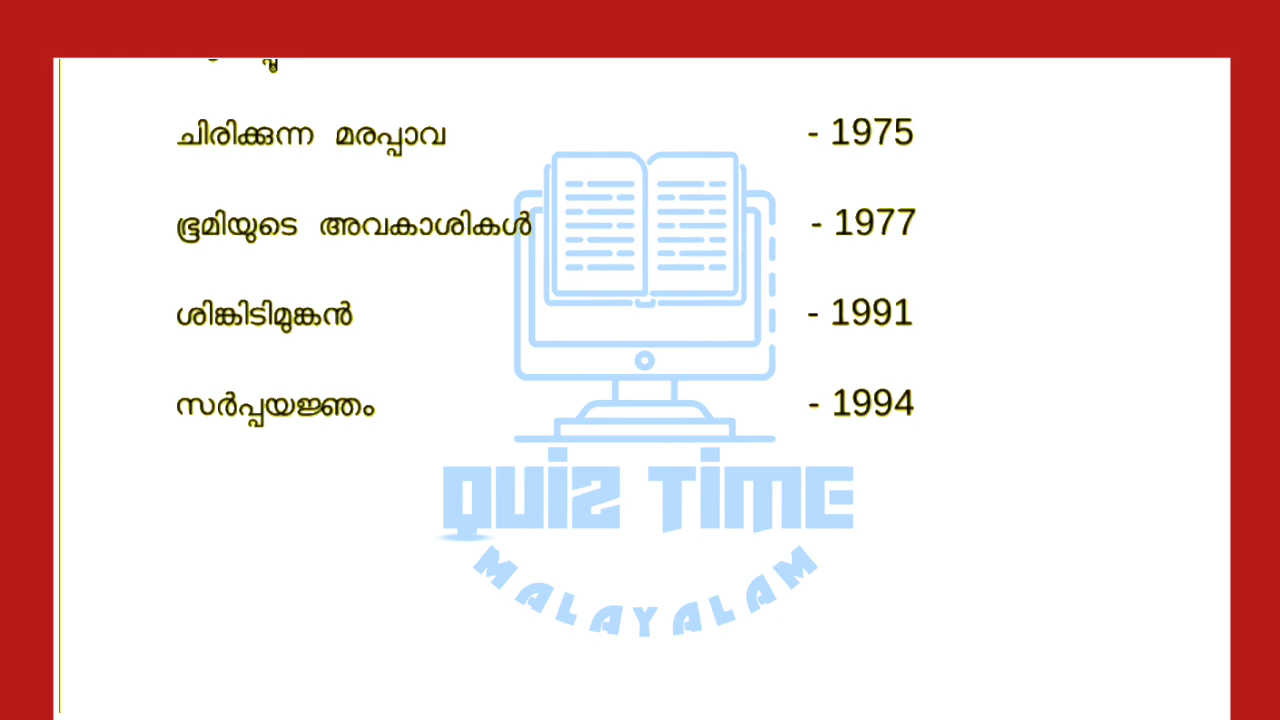 ചിരിക്കുന്ന മരപ്പാവ - 1975
ഭൂമിയുടെ അവകാശികൾ - 1977
ശിങ്കിടിമുങ്കൻ - 1991
സർപ്പയജ്ഞം - 1994
QUIZ TIME
MALAYALAM